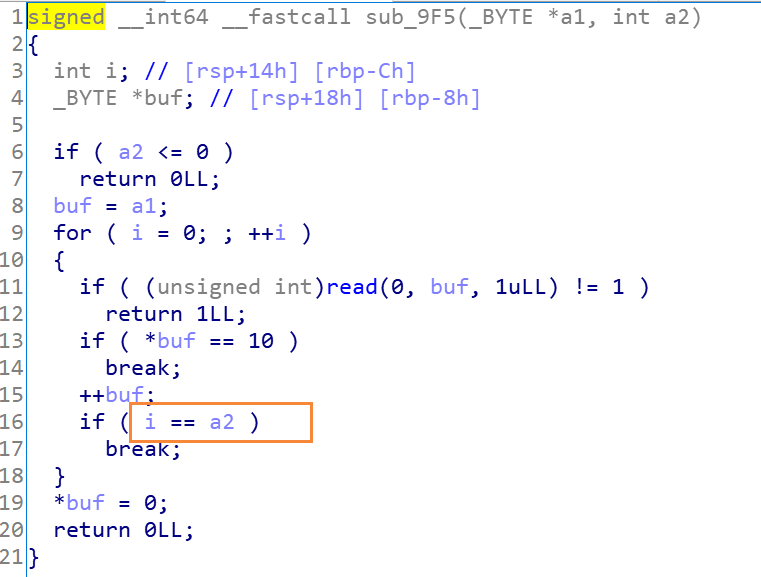 1 signed __int64 __fastcall sub_9F5(_BYTE *a1, int a2)
2 {
3 int i; // [rsp+14h] [rbp-Ch]
4 _BYTE *buf; // [rsp+18h] [rbp-8h]
5
6 if ( a2 <= 0 )
7 return 0LL;
8 buf = a1;
9 for ( i = 0; ; ++i )
10 {
11 if ( (unsigned int)read(0, buf, 1uLL) != 1 )
12 return 1LL;
13 if ( *buf == 10 )
14 break;
15 ++buf;
16 if ( i == a2 )
17 break;
18 }
19 *buf = 0;
20 return 0LL;
21 }